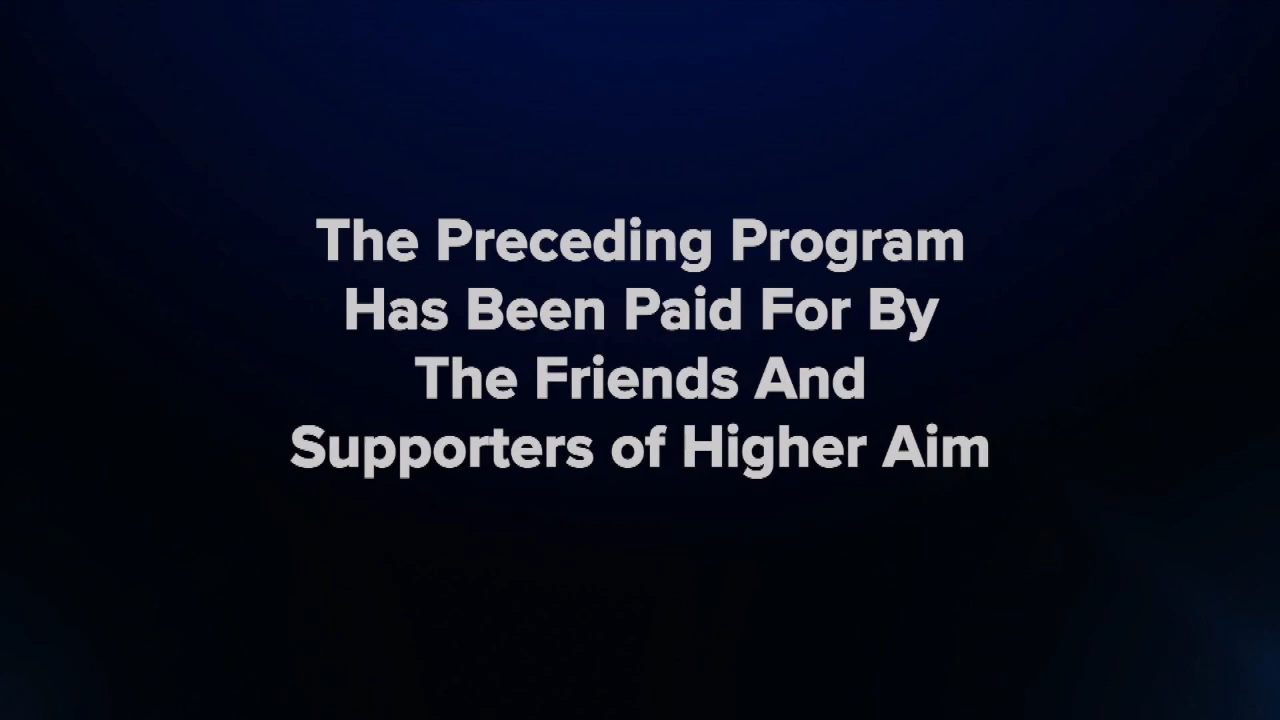 The Preceding Program
Has Been Paid For By
The Friends And
Supporters of Higher Aim